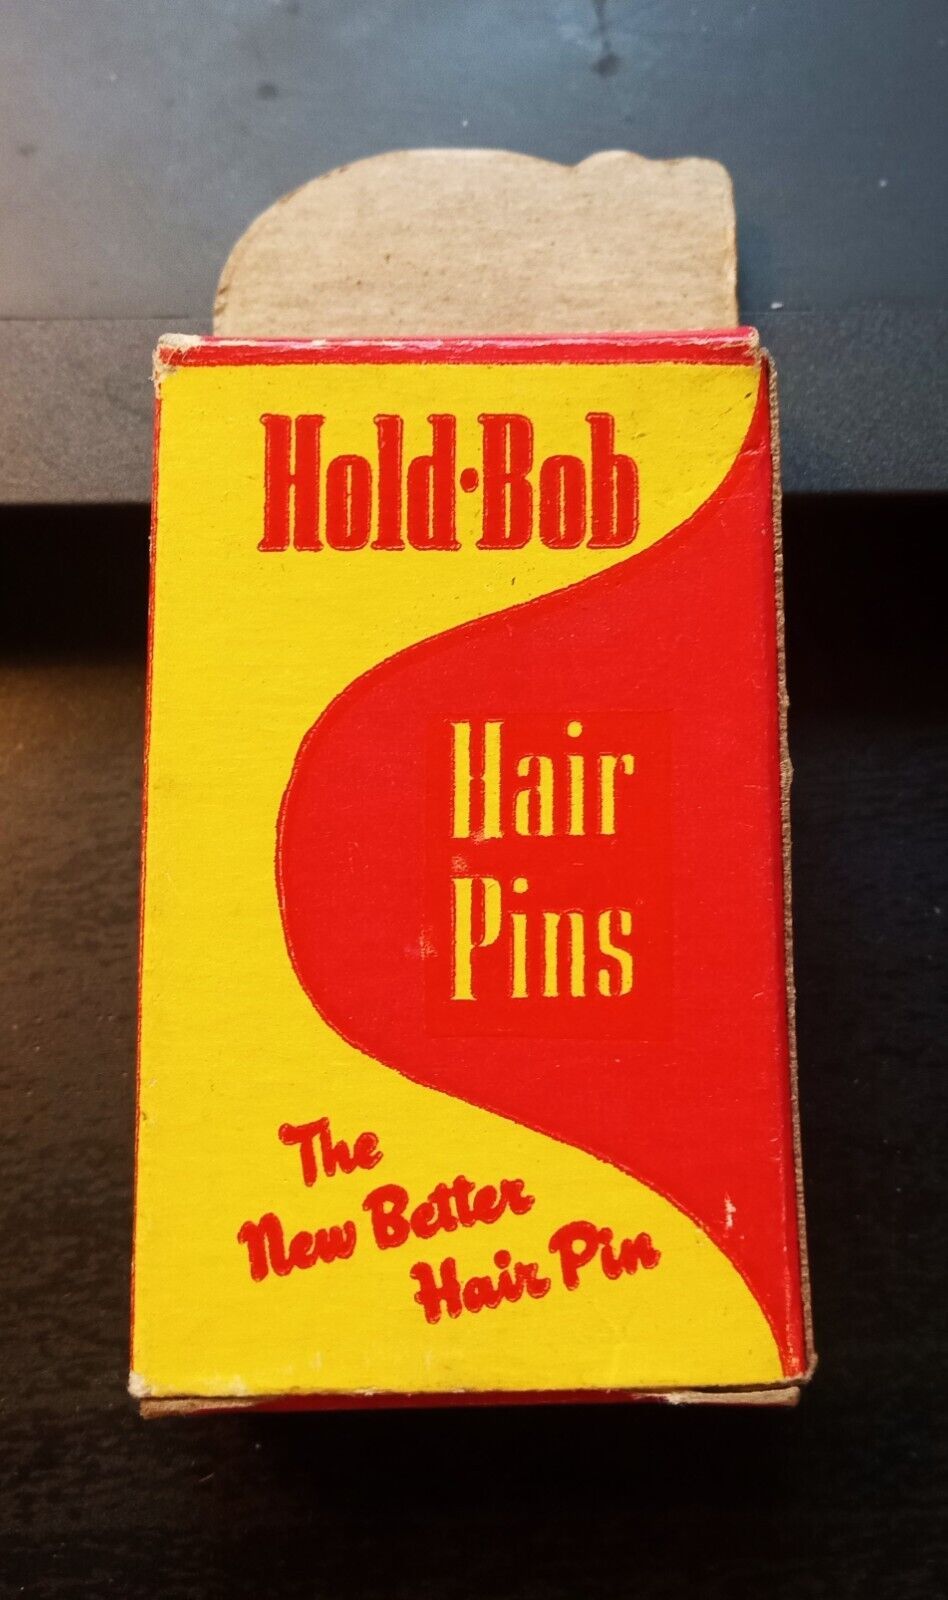 Hold·Bob
Hair
Pins
The
New Better
Hair Pin